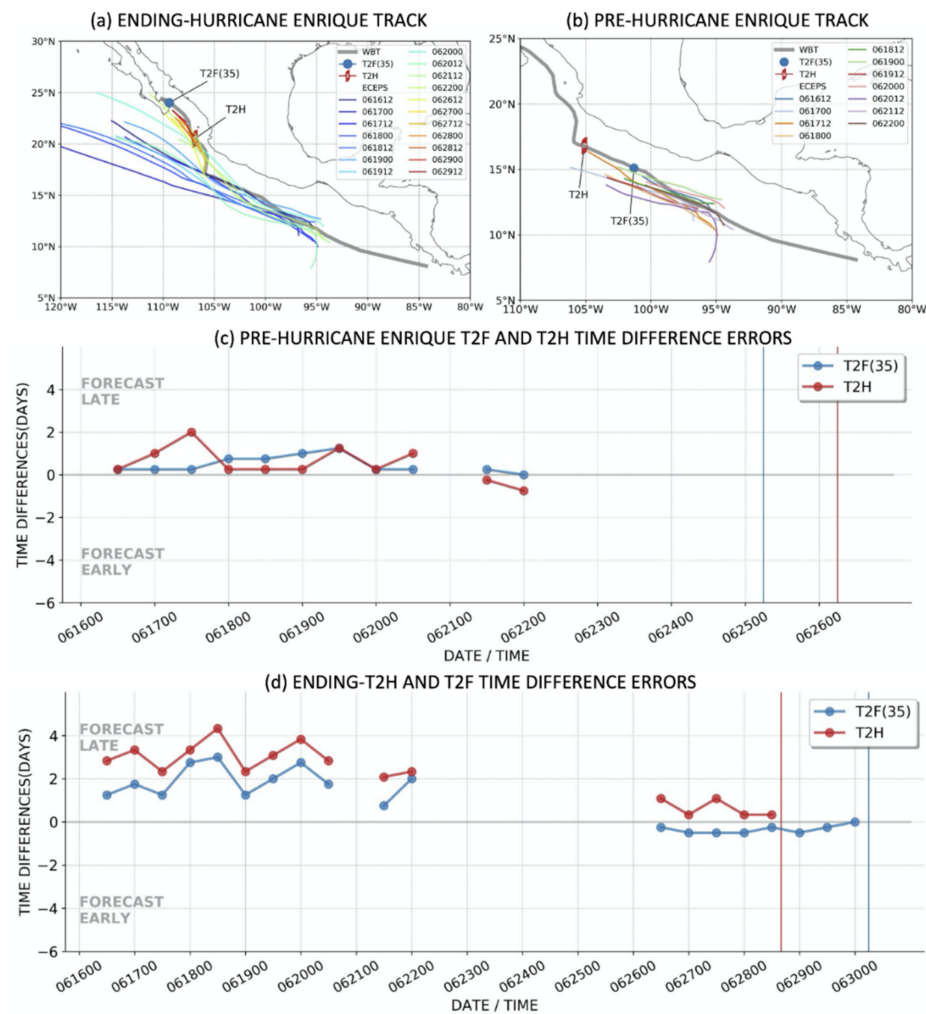 (a) ENDING-HURRICANE ENRIQUE TRACK
(b) PRE-HURRICANE ENRIQUE TRACK
30°N
25°N
20°N
15°N
10°N
5°N
120°W 115°W 110°W 105°W 100°W 95°W 90°W 85°W 80°W
T2F(35)
T2H
WBT
T2F(35)
T2H
ECEPS
061612
061700
061712
061800
061812
061900
061912
062000
062012
062112
062200
062612
062700
062712
062800
062812
062900
062912
25°N
20°N
15°N
10°N
5°N
110°W 105°W 100°W 95°W 90°W 85°W 80°W
T2H
T2F(35)
WBT
T2F(35)
T2H
ECEPS
061612
061700
061712
061800
061812
061900
061912
062000
062012
062112
062200
(c) PRE-HURRICANE ENRIQUE T2F AND T2H TIME DIFFERENCE ERRORS
TIME DIFFERENCES(DAYS)
4
2
0
−2
−4
−6
FORECAST
LATE
FORECAST
EARLY
T2F(35)
T2H
061600 061700 061800 061900 062000 062100 062200 062300 062400 062500 062600
DATE / TIME
(d) ENDING-T2H AND T2F TIME DIFFERENCE ERRORS
TIME DIFFERENCES(DAYS)
4
2
0
−2
−4
−6
FORECAST
LATE
FORECAST
EARLY
T2F(35)
T2H
061600 061700 061800 061900 062000 062100 062200 062300 062400 062500 062600 062700 062800 062900 063000
DATE / TIME